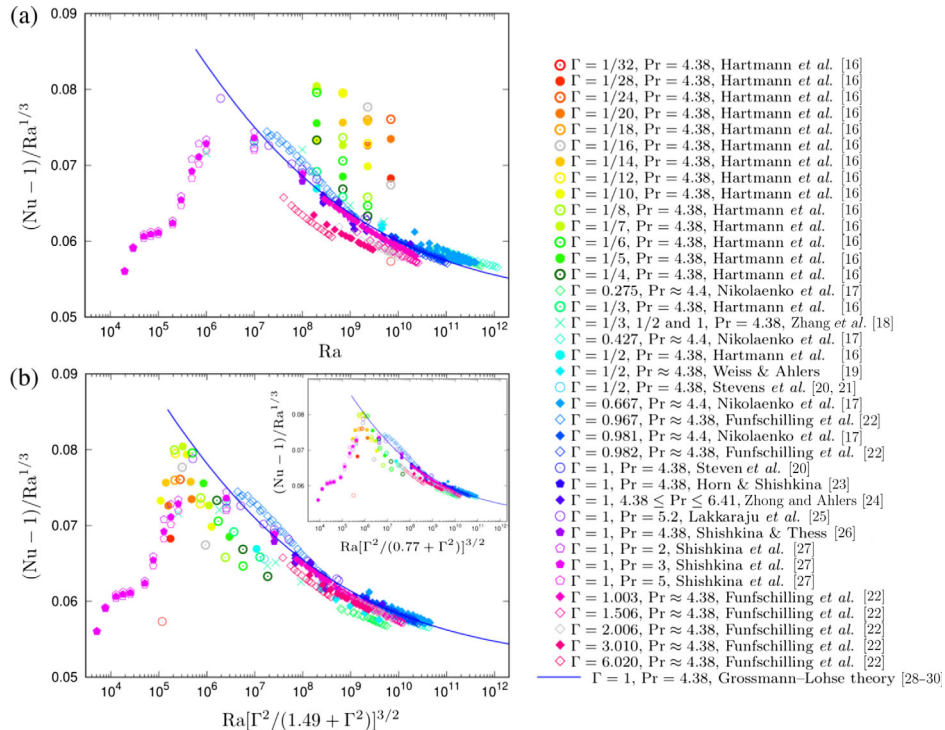 (a)
0.09
0.08
0.07
0.06
0.05
(Nu − 1)/Ra^1/3
10^4 10^5 10^6 10^7 10^8 10^9 10^10 10^11 10^12
Ra
(b)
0.09
0.08
0.07
0.06
0.05
(Nu − 1)/Ra^1/3
10^4 10^5 10^6 10^7 10^8 10^9 10^10 10^11 10^12
Ra[Γ²/(1.49 + Γ²)]^3/2
0.09
0.08
0.07
0.06
0.05
(Nu − 1)/Ra^1/3
10^4 10^5 10^6 10^7 10^8 10^9 10^10 10^11 10^12
Ra[Γ²/(0.77 + Γ²)]^3/2
Γ = 1/32, Pr = 4.38, Hartmann et al. [16]
Γ = 1/28, Pr = 4.38, Hartmann et al. [16]
Γ = 1/24, Pr = 4.38, Hartmann et al. [16]
Γ = 1/20, Pr = 4.38, Hartmann et al. [16]
Γ = 1/18, Pr = 4.38, Hartmann et al. [16]
Γ = 1/16, Pr = 4.38, Hartmann et al. [16]
Γ = 1/14, Pr = 4.38, Hartmann et al. [16]
Γ = 1/12, Pr = 4.38, Hartmann et al. [16]
Γ = 1/10, Pr = 4.38, Hartmann et al. [16]
Γ = 1/8, Pr = 4.38, Hartmann et al. [16]
Γ = 1/7, Pr = 4.38, Hartmann et al. [16]
Γ = 1/6, Pr = 4.38, Hartmann et al. [16]
Γ = 1/5, Pr = 4.38, Hartmann et al. [16]
Γ = 1/4, Pr = 4.38, Hartmann et al. [16]
Γ = 0.275, Pr ≈ 4.4, Nikolaenko et al. [17]
Γ = 1/3, Pr = 4.38, Hartmann et al. [16]
Γ = 1/3, 1/2 and 1, Pr = 4.38, Zhang et al. [18]
Γ = 0.427, Pr ≈ 4.4, Nikolaenko et al. [17]
Γ = 1/2, Pr = 4.38, Hartmann et al. [16]
Γ = 1/2, Pr ≈ 4.38, Weiss & Ahlers [19]
Γ = 1/2, Pr = 4.38, Stevens et al. [20, 21]
Γ = 0.667, Pr ≈ 4.4, Nikolaenko et al. [17]
Γ = 0.967, Pr ≈ 4.38, Funfschilling et al. [22]
Γ = 0.981, Pr ≈ 4.4, Nikolaenko et al. [17]
Γ = 0.982, Pr ≈ 4.38, Funfschilling et al. [22]
Γ = 1, Pr = 4.38, Steven et al. [20]
Γ = 1, Pr = 4.38, Horn & Shishkina [23]
Γ = 1, 4.38 ≤ Pr ≤ 6.41, Zhong and Ahlers [24]
Γ = 1, Pr = 5.2, Lakkaraju et al. [25]
Γ = 1, Pr = 4.38, Shishkina & Thess [26]
Γ = 1, Pr = 2, Shishkina et al. [27]
Γ = 1, Pr = 3, Shishkina et al. [27]
Γ = 1, Pr = 5, Shishkina et al. [27]
Γ = 1.003, Pr ≈ 4.38, Funfschilling et al. [22]
Γ = 1.506, Pr ≈ 4.38, Funfschilling et al. [22]
Γ = 2.006, Pr ≈ 4.38, Funfschilling et al. [22]
Γ = 3.010, Pr ≈ 4.38, Funfschilling et al. [22]
Γ = 6.020, Pr ≈ 4.38, Funfschilling et al. [22]
Γ = 1, Pr = 4.38, Grossmann–Lohse theory [28–30]